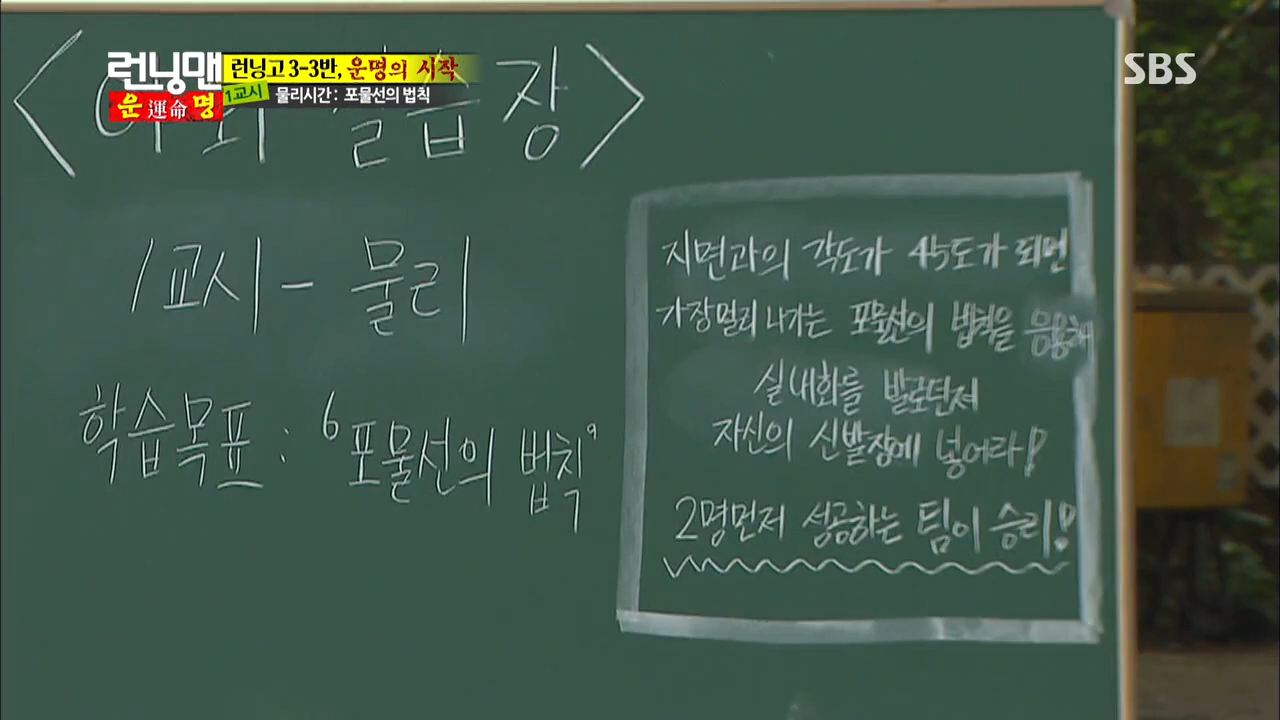 런닝맨
운 運命 명
런닝고 3-3반, 운명의 시작
1교시 물리시간 : 포물선의 법칙
SBS
습장
1교시 - 물리
학습목표 : '포물선의 법칙'
지면과의 각도가 45도가 되면
가장멀리 나가는 포물선의 법칙을 응용해
실내화를 발로던져
자신의 신발장에 넣어라!
2명먼저 성공하는 팀이 승리!